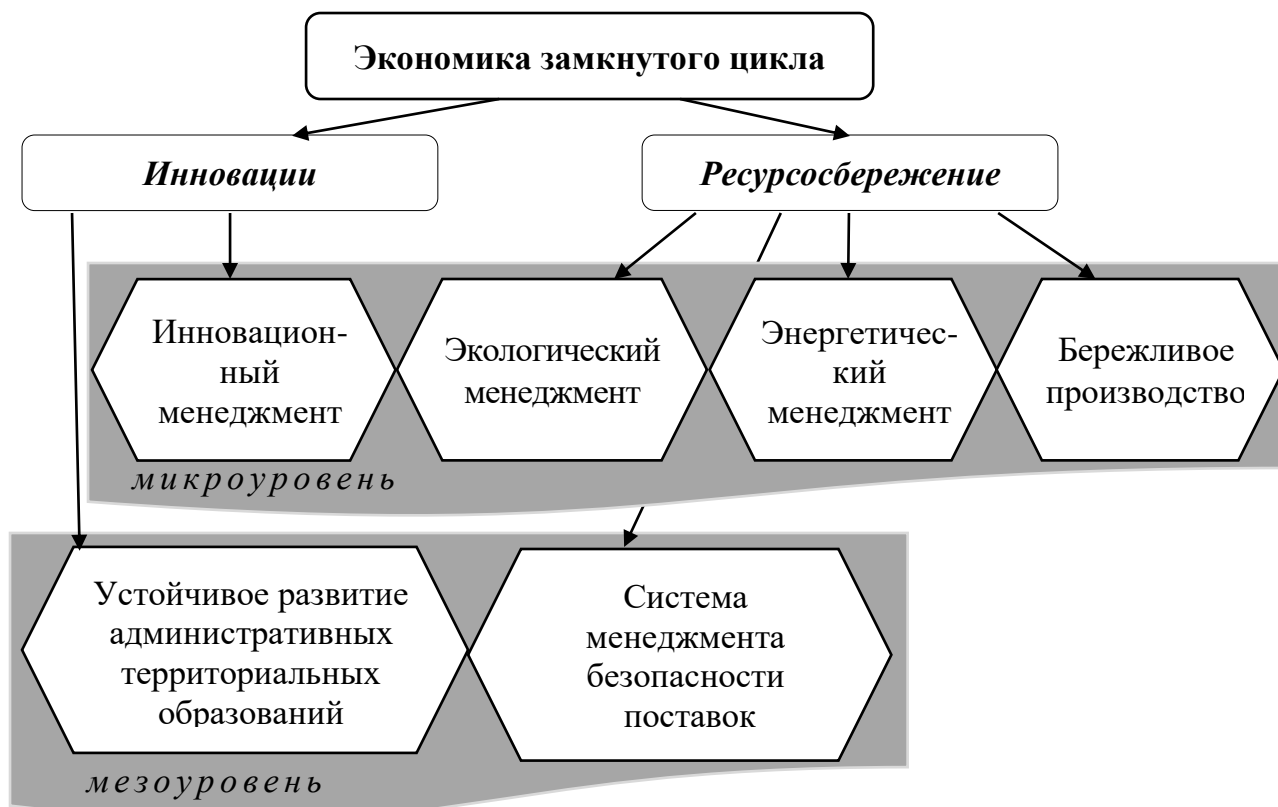 Экономика замкнутого цикла
Инновации
Ресурсосбережение
Инновацион-
ный
менеджмент
Экологический
менеджмент
Энергетичес-
кий
менеджмент
Бережливое
производство
микроуровень
Устойчивое развитие
административных
территориальных
образований
Система
менеджмента
безопасности
поставок
мезоуровень